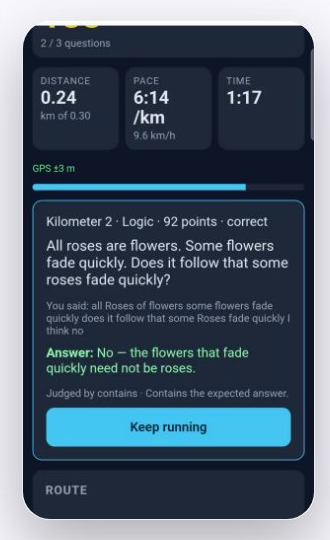 2 / 3 questions
DISTANCE
0.24
km of 0.30
PACE
6:14
/km
9.6 km/h
TIME
1:17
GPS ±3 m
Kilometer 2 · Logic · 92 points · correct
All roses are flowers. Some flowers
fade quickly. Does it follow that some
roses fade quickly?
You said: all Roses of flowers some flowers fade
quickly does it follow that some Roses fade quickly I
think no
Answer: No — the flowers that fade
quickly need not be roses.
Judged by contains · Contains the expected answer.
Keep running
ROUTE